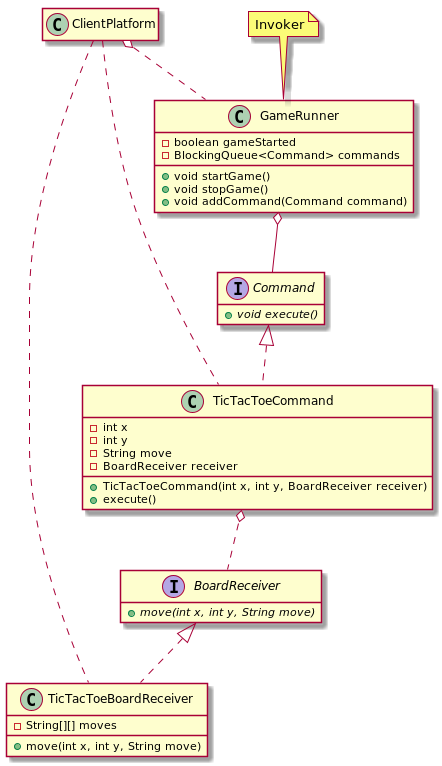 C ClientPlatform
Invoker
C GameRunner
boolean gameStarted
BlockingQueue<Command> commands
void startGame()
void stopGame()
void addCommand(Command command)
I Command
void execute()
C TicTacToeCommand
int x
int y
String move
BoardReceiver receiver
TicTacToeCommand(int x, int y, BoardReceiver receiver)
execute()
I BoardReceiver
move(int x, int y, String move)
C TicTacToeBoardReceiver
String[][] moves
move(int x, int y, String move)